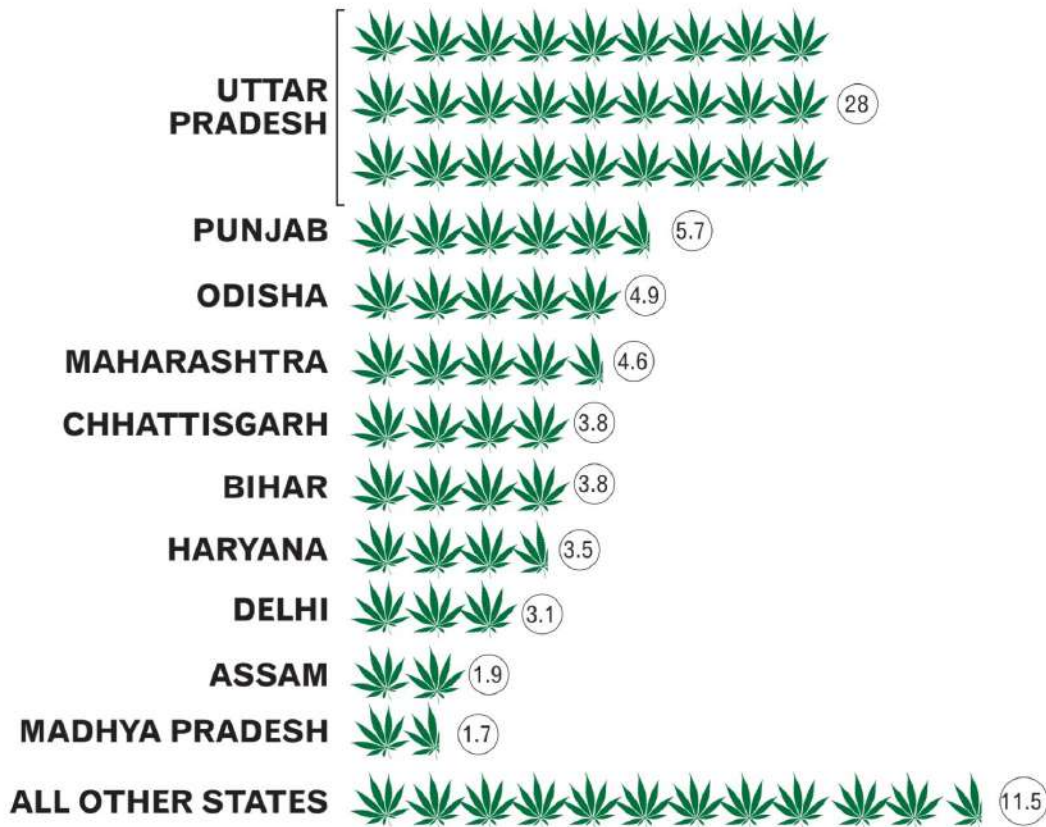 UTTAR
PRADESH
28
PUNJAB 5.7
ODISHA 4.9
MAHARASHTRA 4.6
CHHATTISGARH 3.8
BIHAR 3.8
HARYANA 3.5
DELHI 3.1
ASSAM 1.9
MADHYA PRADESH 1.7
ALL OTHER STATES 11.5